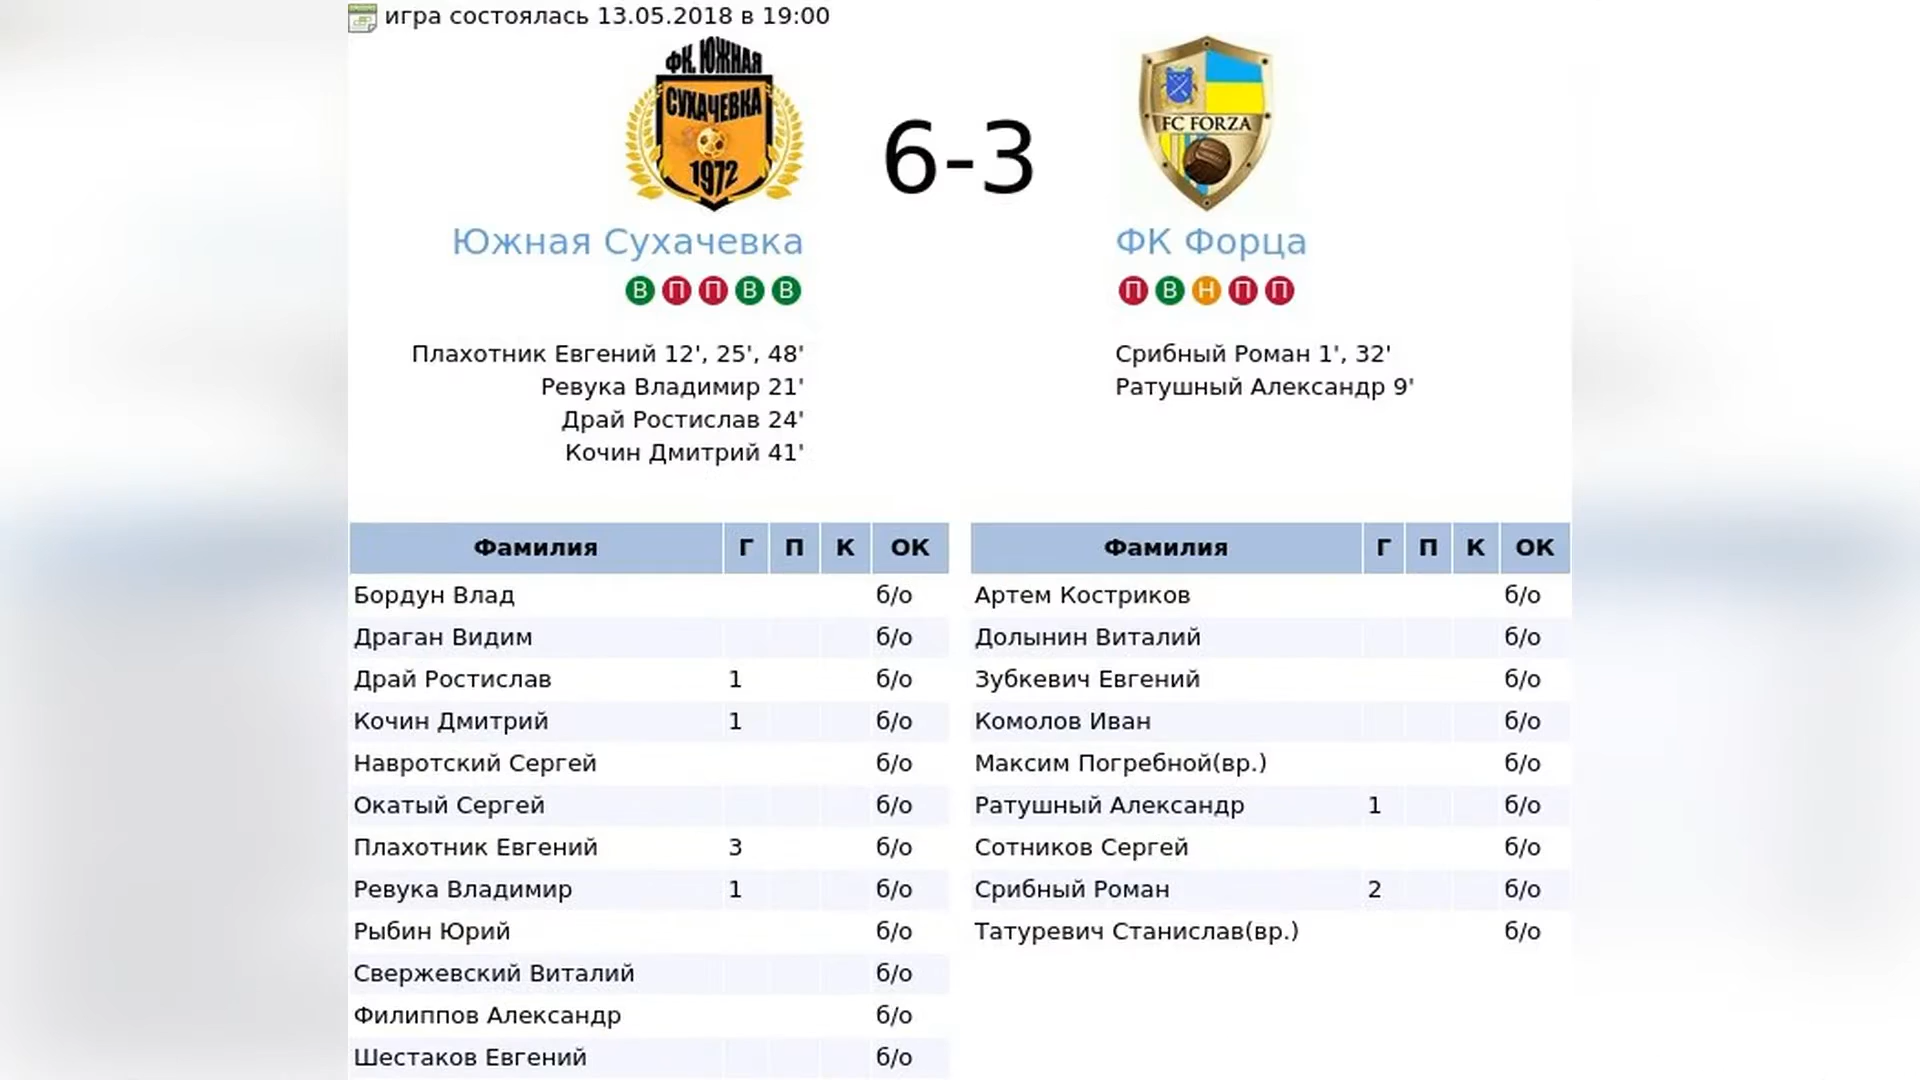 игра состоялась 13.05.2018 в 19:00
ФК. ЮЖНАЯ
СУХАЧЕВКА
1972
6-3
FC FORZA
Южная Сухачевка
ФК Форца
В П П В В
П В Н П П
Плахотник Евгений 12', 25', 48'
Ревука Владимир 21'
Драй Ростислав 24'
Кочин Дмитрий 41'
Срибный Роман 1', 32'
Ратушный Александр 9'
Фамилия Г П К ОК
Бордун Влад б/о
Драган Видим б/о
Драй Ростислав 1 б/о
Кочин Дмитрий 1 б/о
Навротский Сергей б/о
Окатый Сергей б/о
Плахотник Евгений 3 б/о
Ревука Владимир 1 б/о
Рыбин Юрий б/о
Свержевский Виталий б/о
Филиппов Александр б/о
Шестаков Евгений б/о
Фамилия Г П К ОК
Артем Костриков б/о
Долынин Виталий б/о
Зубкевич Евгений б/о
Комолов Иван б/о
Максим Погребной(вр.) б/о
Ратушный Александр 1 б/о
Сотников Сергей б/о
Срибный Роман 2 б/о
Татуревич Станислав(вр.) б/о